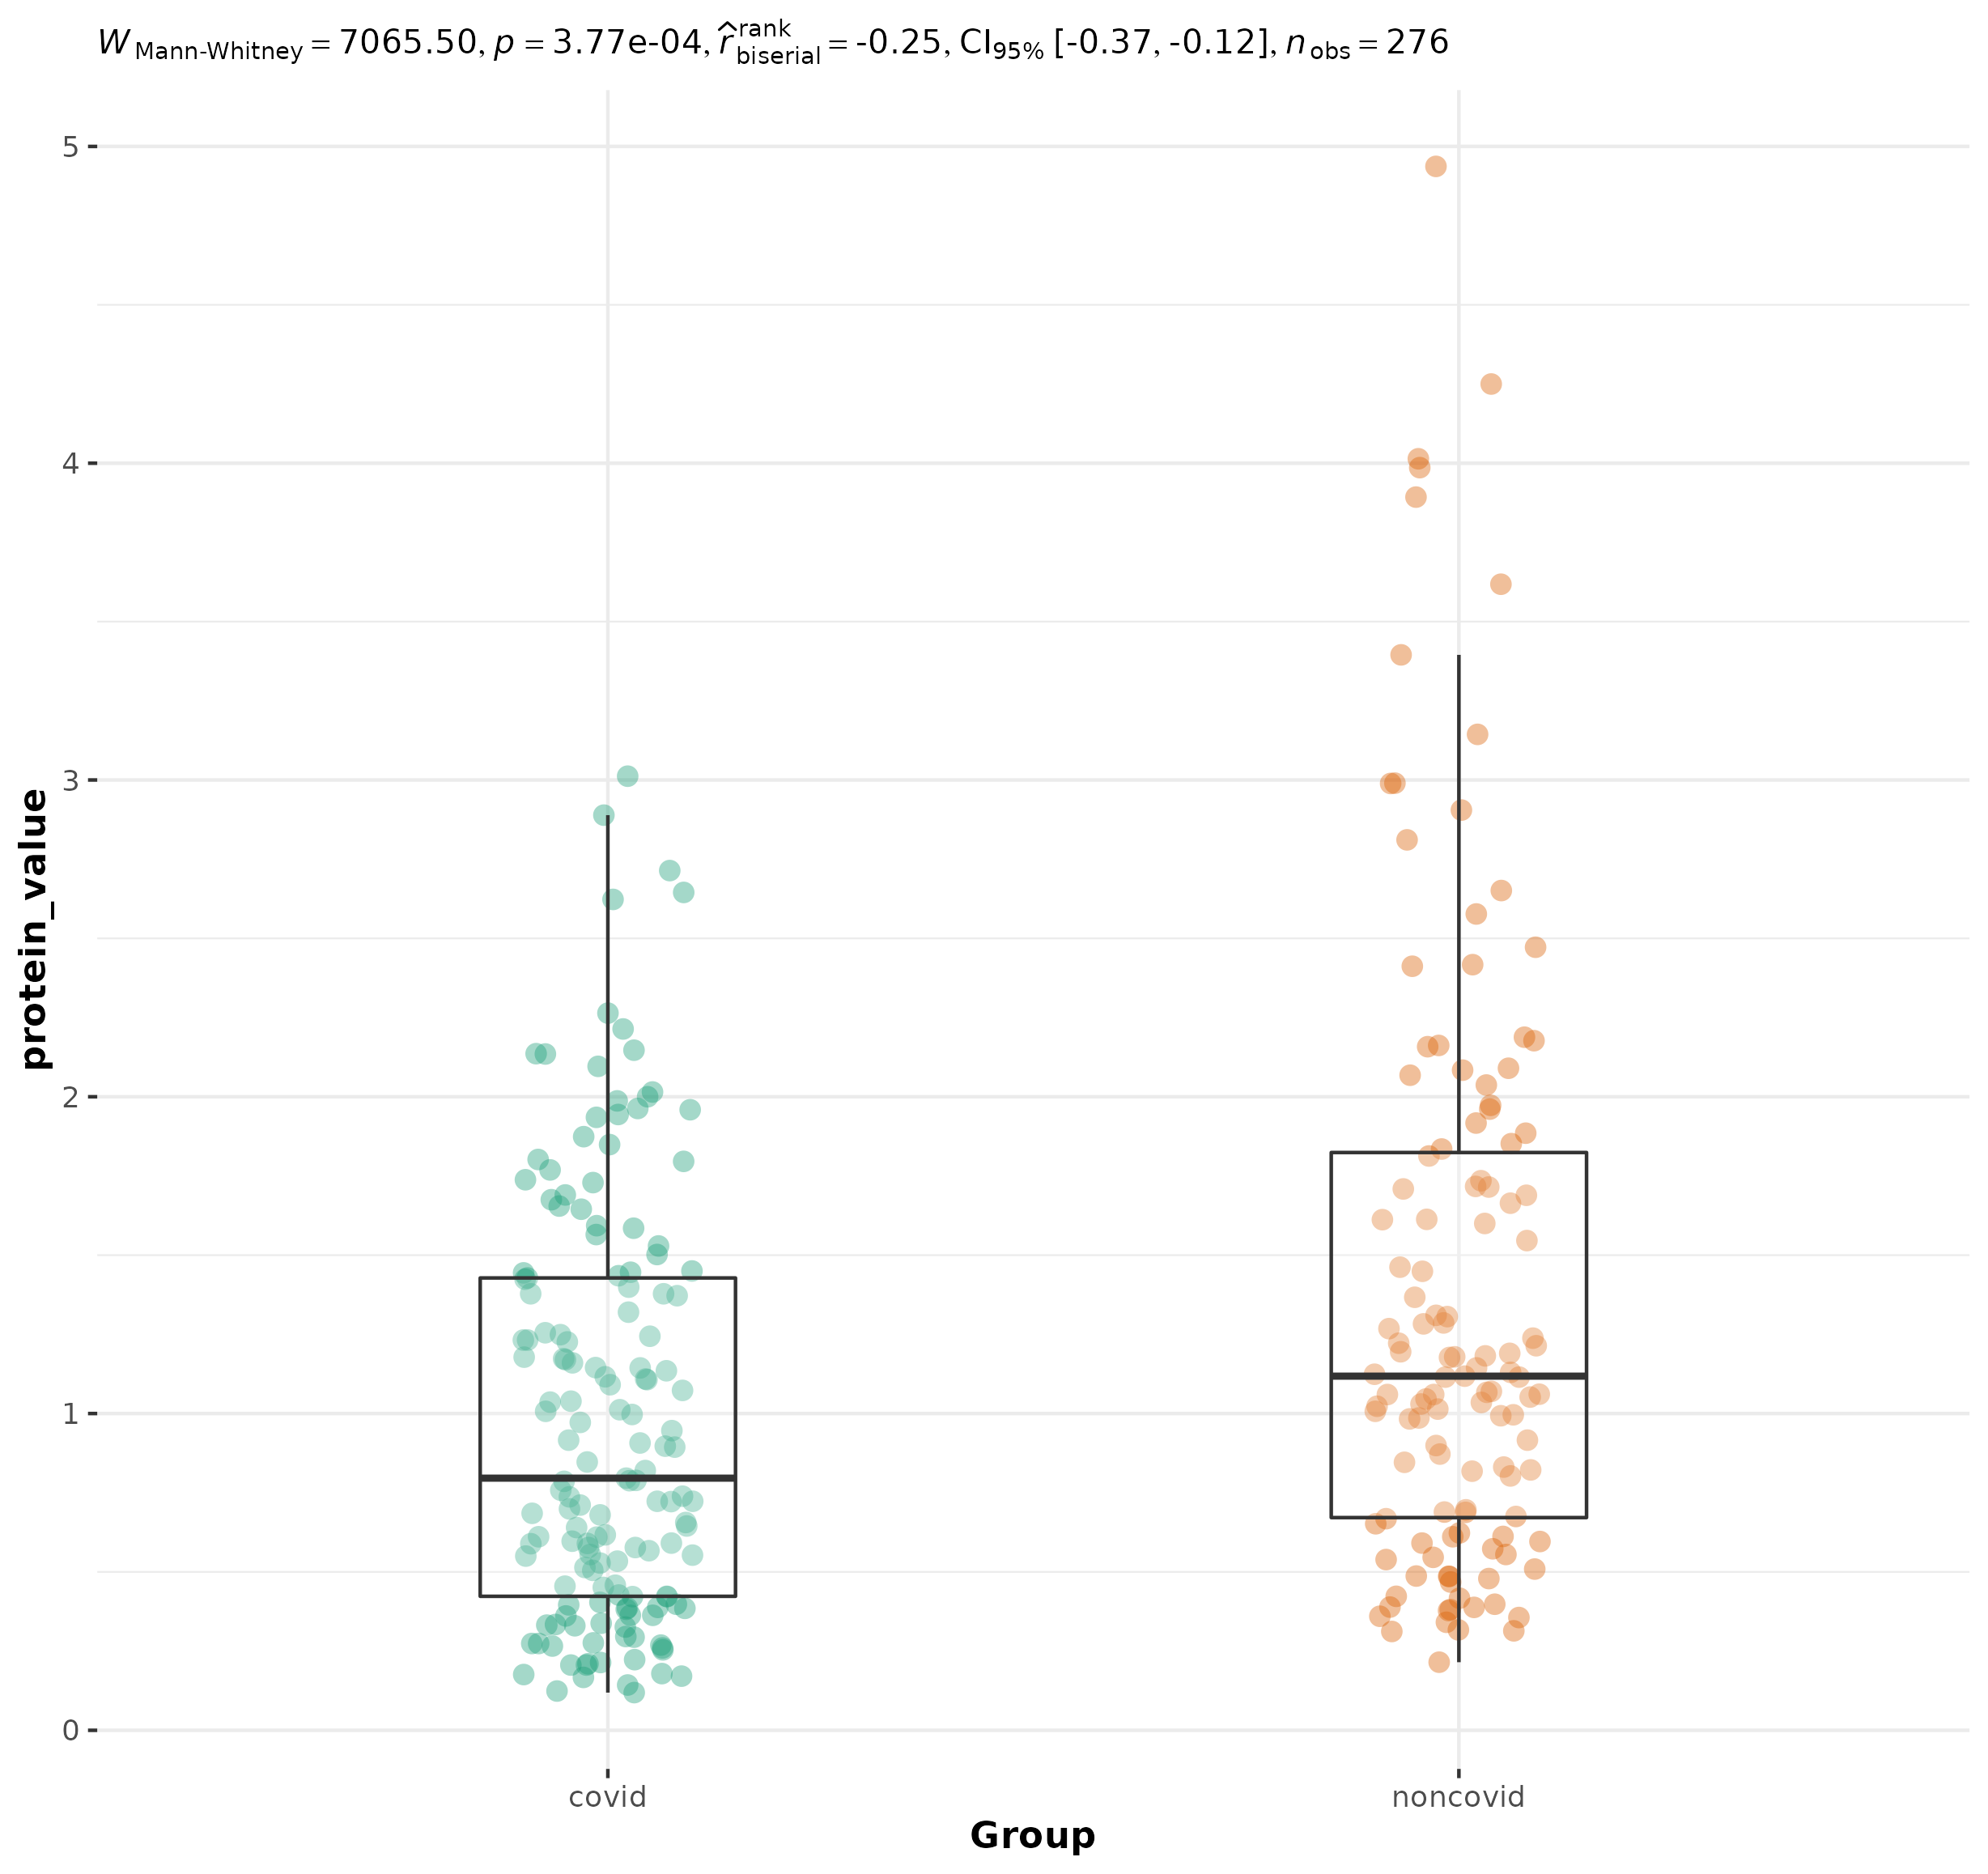 W Mann-Whitney = 7065.50, p = 3.77e-04, r̂ rank biserial = -0.25, CI95% [-0.37, -0.12], n obs = 276
5
4
3
2
1
0
protein_value
covid noncovid
Group